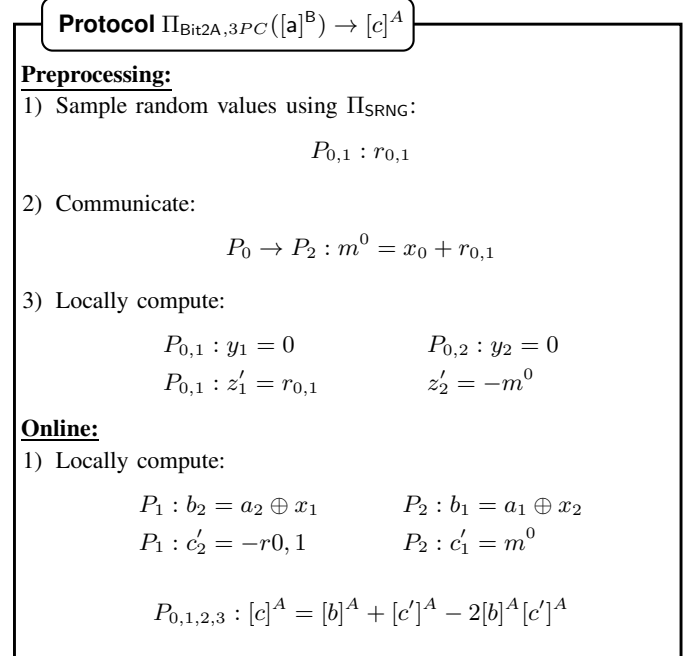 Protocol Π_{Bit2A,3PC}([a]^B) → [c]^A
Preprocessing:
1) Sample random values using Π_{SRNG}:
P_{0,1} : r_{0,1}
2) Communicate:
P_0 → P_2 : m^0 = x_0 + r_{0,1}
3) Locally compute:
P_{0,1} : y_1 = 0 P_{0,2} : y_2 = 0
P_{0,1} : z'_1 = r_{0,1} z'_2 = −m^0
Online:
1) Locally compute:
P_1 : b_2 = a_2 ⊕ x_1 P_2 : b_1 = a_1 ⊕ x_2
P_1 : c'_2 = −r0, 1 P_2 : c'_1 = m^0
P_{0,1,2,3} : [c]^A = [b]^A + [c']^A − 2[b]^A[c']^A